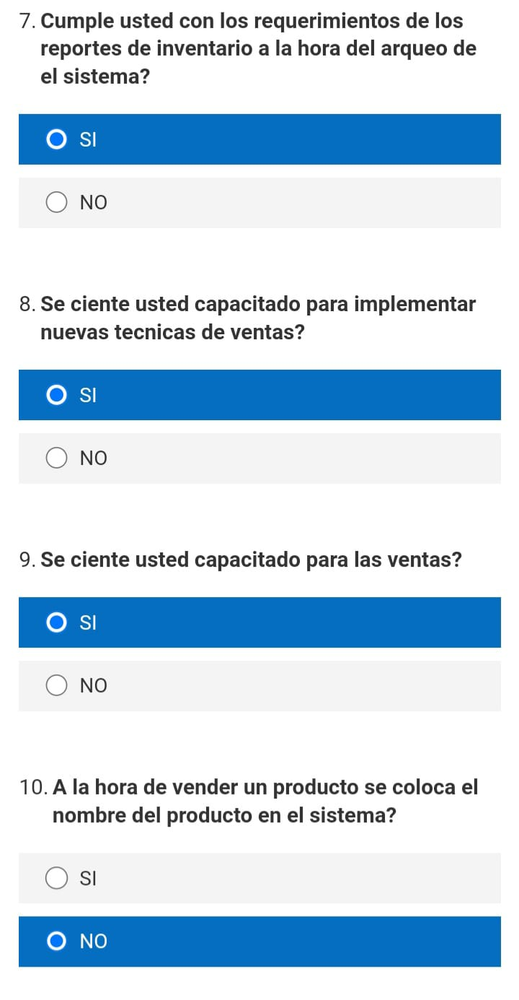 7. Cumple usted con los requerimientos de los
reportes de inventario a la hora del arqueo de
el sistema?
SI
NO
8. Se ciente usted capacitado para implementar
nuevas tecnicas de ventas?
SI
NO
9. Se ciente usted capacitado para las ventas?
SI
NO
10. A la hora de vender un producto se coloca el
nombre del producto en el sistema?
SI
NO